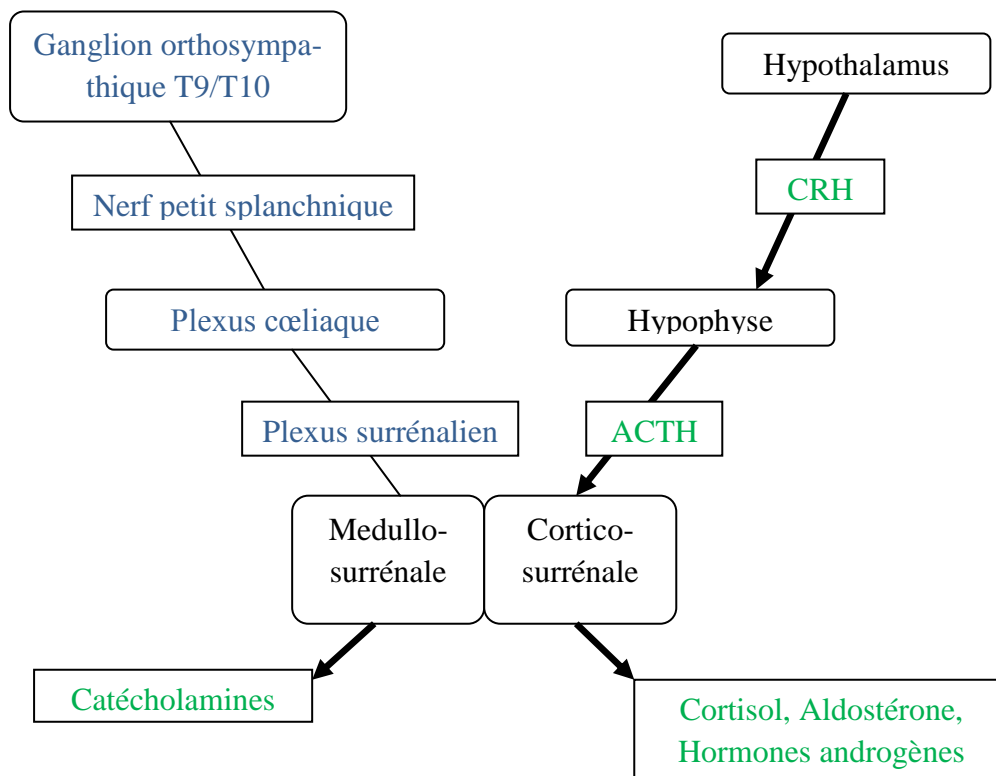 Ganglion orthosympa-
thique T9/T10
Hypothalamus
Nerf petit splanchnique
CRH
Plexus cœliaque
Hypophyse
Plexus surrénalien
ACTH
Medullo-
surrénale
Cortico-
surrénale
Catécholamines
Cortisol, Aldostérone,
Hormones androgènes